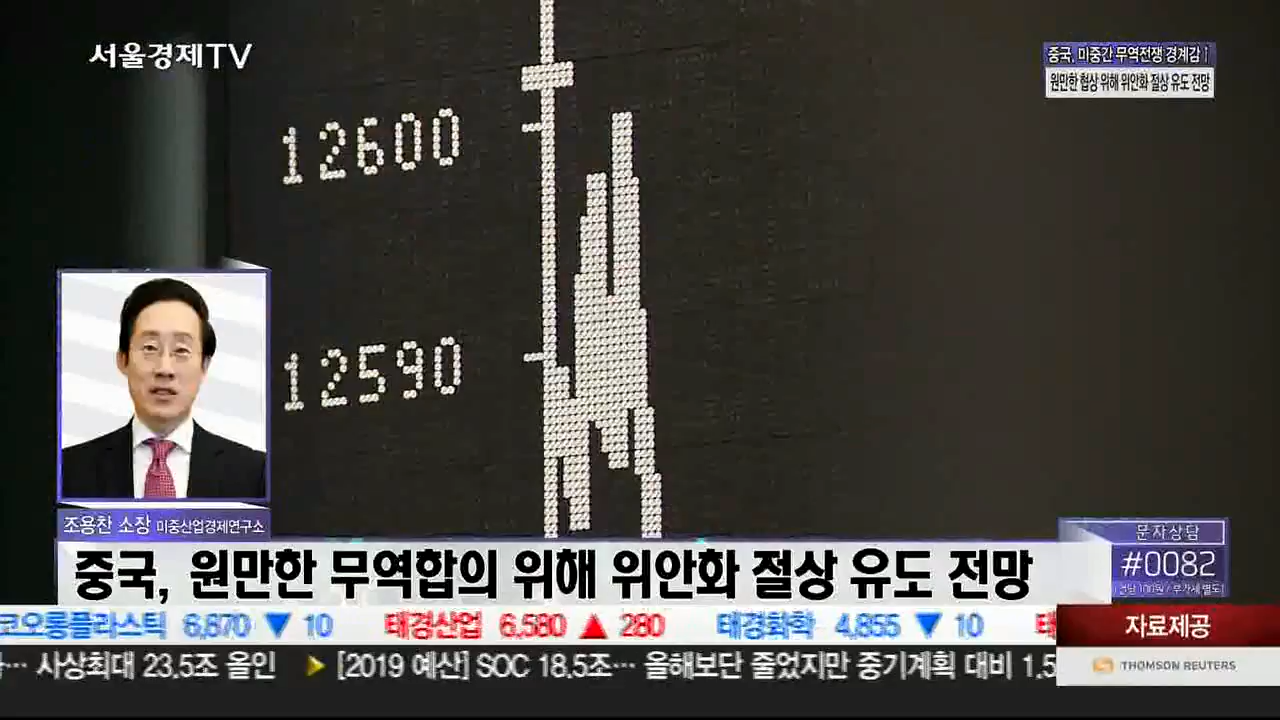 서울경제TV
중국, 미중간 무역전쟁 경계감↑
원만한 협상 위해 위안화 절상 유도 전망
12600
12590
조용찬 소장 미중산업경제연구소
문자상담
#0082
중국, 원만한 무역합의 위해 위안화 절상 유도 전망
코오롱플라스틱 6,670 ▼ 10 태경산업 6,580 ▲ 280 태경화학 4,855 ▼ 10
자료제공
사상최대 23.5조 올인 [2019 예산] SOC 18.5조… 올해보단 줄었지만 중기계획 대비 1.5
THOMSON REUTERS